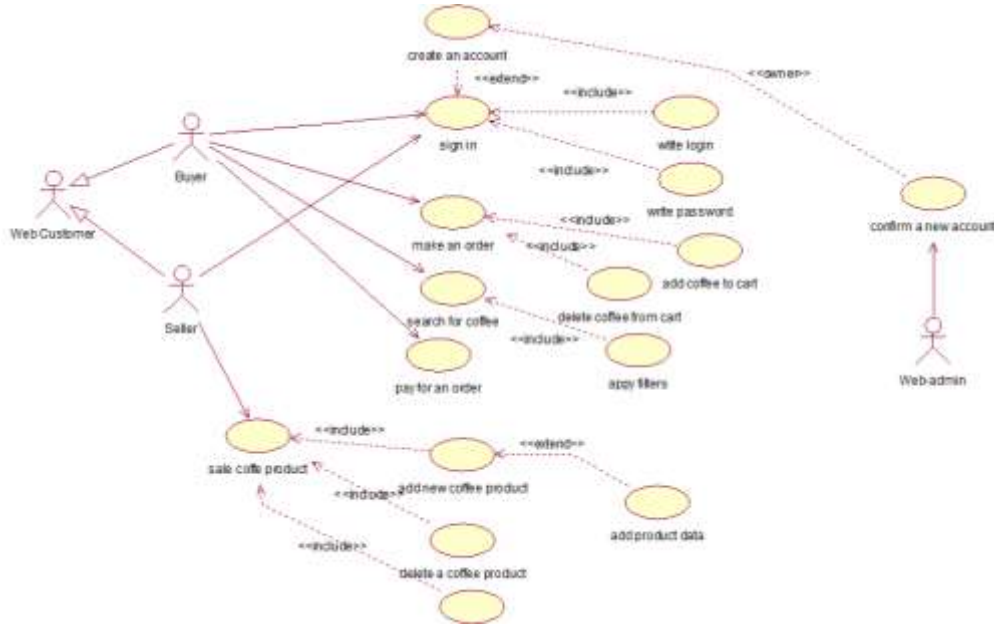 create an account
<<extend>>
<<owner>>
<<include>>
Buyer
sign in
write login
<<include>>
write password
Web Customer
<<include>>
confirm a new account
make an order
<<include>>
add coffee to cart
Seller
search for coffee
delete coffee from cart
<<include>>
pay for an order
appy filters
Web-admin
<<include>>
<<extend>>
sale coffe product
add new coffee product
<<include>>
add product data
<<include>>
delete a coffee product